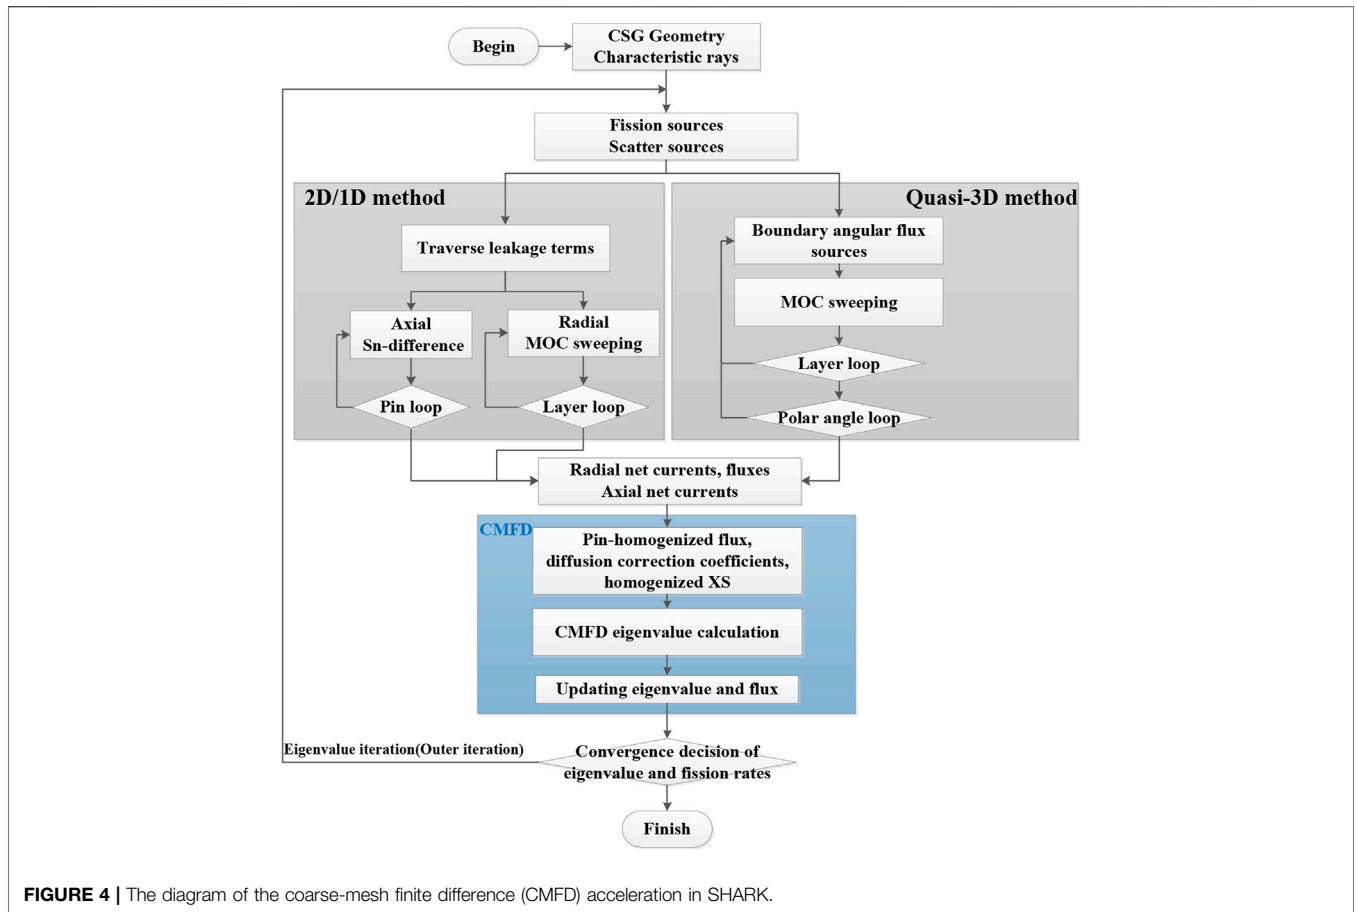 Begin
CSG Geometry
Characteristic rays
Fission sources
Scatter sources
2D/1D method
Traverse leakage terms
Axial
Sn-difference
Radial
MOC sweeping
Pin loop
Layer loop
Quasi-3D method
Boundary angular flux
sources
MOC sweeping
Layer loop
Polar angle loop
Radial net currents, fluxes
Axial net currents
CMFD
Pin-homogenized flux,
diffusion correction coefficients,
homogenized XS
CMFD eigenvalue calculation
Updating eigenvalue and flux
Eigenvalue iteration(Outer iteration)
Convergence decision of
eigenvalue and fission rates
Finish
FIGURE 4 | The diagram of the coarse-mesh finite difference (CMFD) acceleration in SHARK.